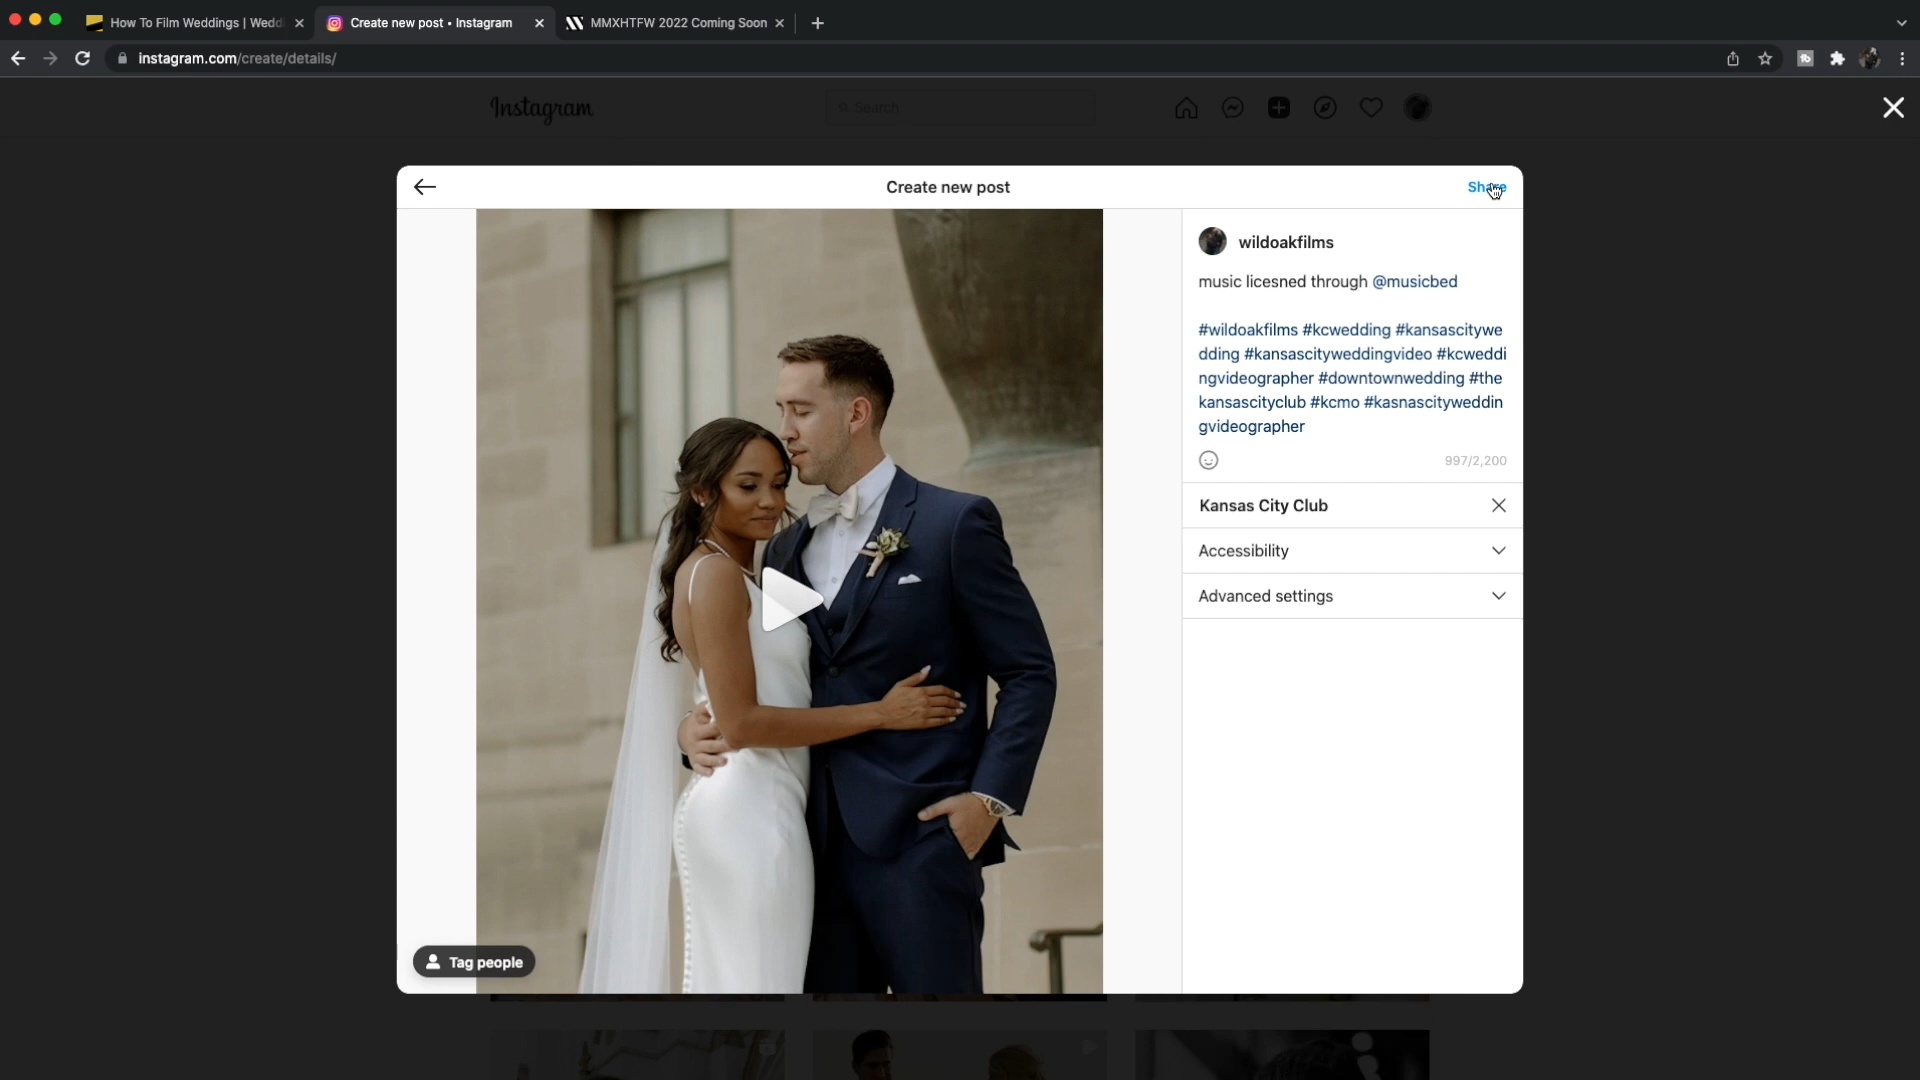 How To Film Weddings | Wedd
Create new post • Instagram
MMXHTFW 2022 Coming Soon
instagram.com/create/details/
Instagram
Search
Create new post
Share
wildoakfilms
music licesned through @musicbed
#wildoakfilms #kcwedding #kansascitywe
dding #kansascityweddingvideo #kcweddi
ngvideographer #downtownwedding #the
kansascityclub #kcmo #kasnascityweddin
gvideographer
997/2,200
Kansas City Club
Accessibility
Advanced settings
Tag people